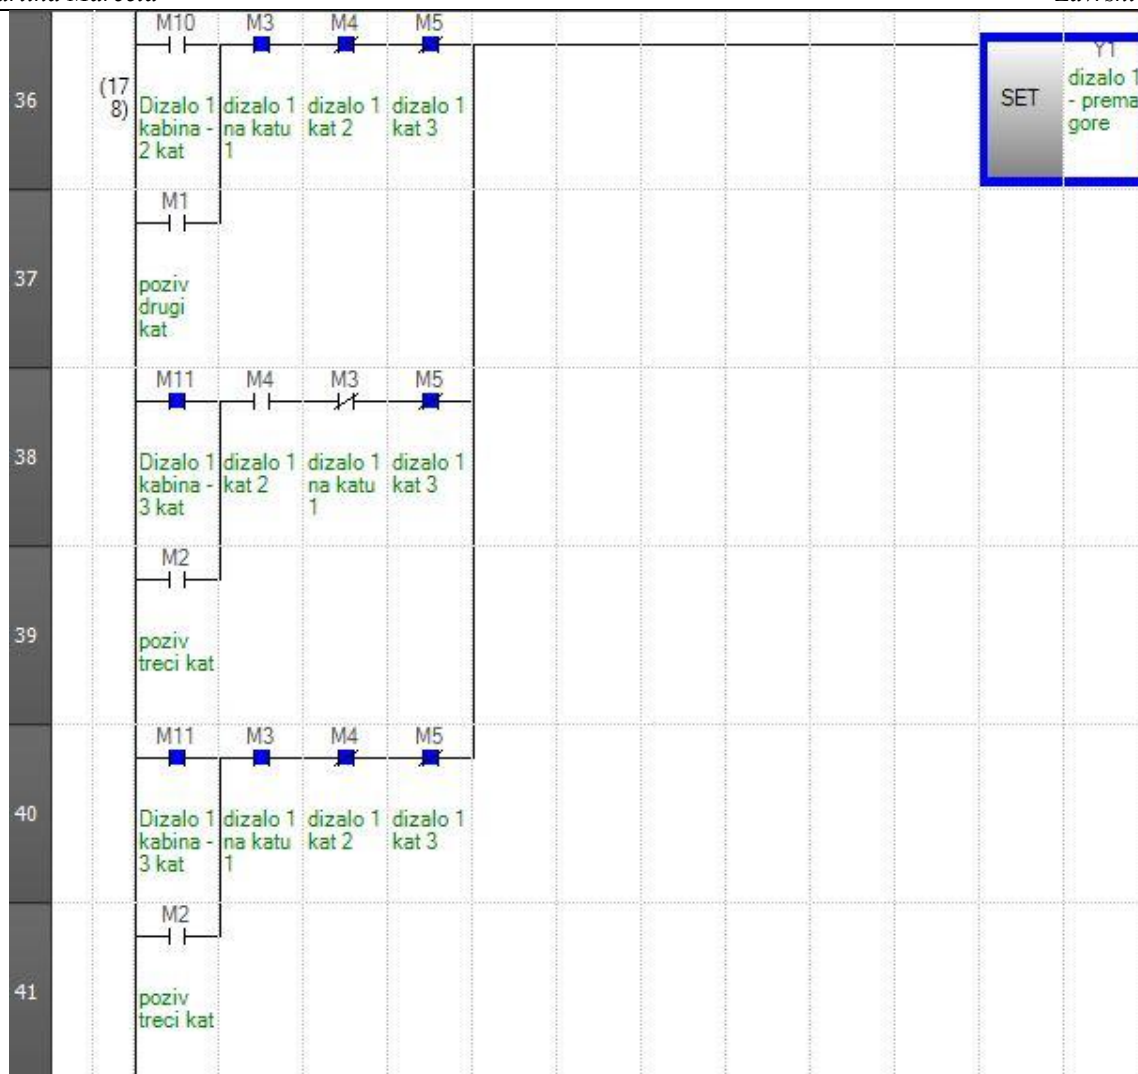 M10 M3 M4 M5
Y1
36
(17
8)
Dizalo 1
kabina -
2 kat
dizalo 1
na katu
1
dizalo 1
kat 2
dizalo 1
kat 3
SET
dizalo 1
- prema
gore
M1
37
poziv
drugi
kat
M11 M4 M3 M5
38
Dizalo 1
kabina -
3 kat
dizalo 1
kat 2
dizalo 1
na katu
1
dizalo 1
kat 3
M2
39
poziv
treci kat
M11 M3 M4 M5
40
Dizalo 1
kabina -
3 kat
dizalo 1
na katu
1
dizalo 1
kat 2
dizalo 1
kat 3
M2
41
poziv
treci kat